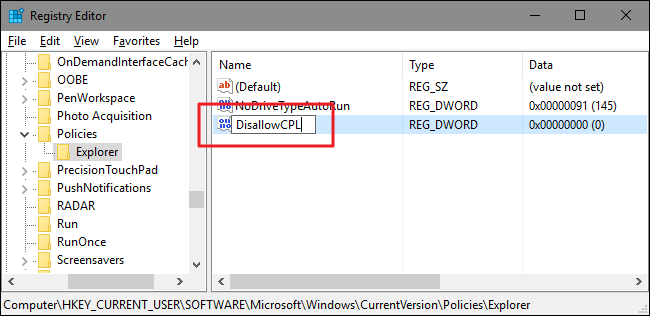 Registry Editor
File Edit View Favorites Help
OnDemandInterfaceCach
OOBE
PenWorkspace
Photo Acquisition
Policies
Explorer
PrecisionTouchPad
PushNotifications
RADAR
Run
RunOnce
Screensavers
Name Type Data
(Default) REG_SZ (value not set)
NoDriveTypeAutoRun REG_DWORD 0x00000091 (145)
DisallowCPL REG_DWORD 0x00000000 (0)
Computer\HKEY_CURRENT_USER\SOFTWARE\Microsoft\Windows\CurrentVersion\Policies\Explorer